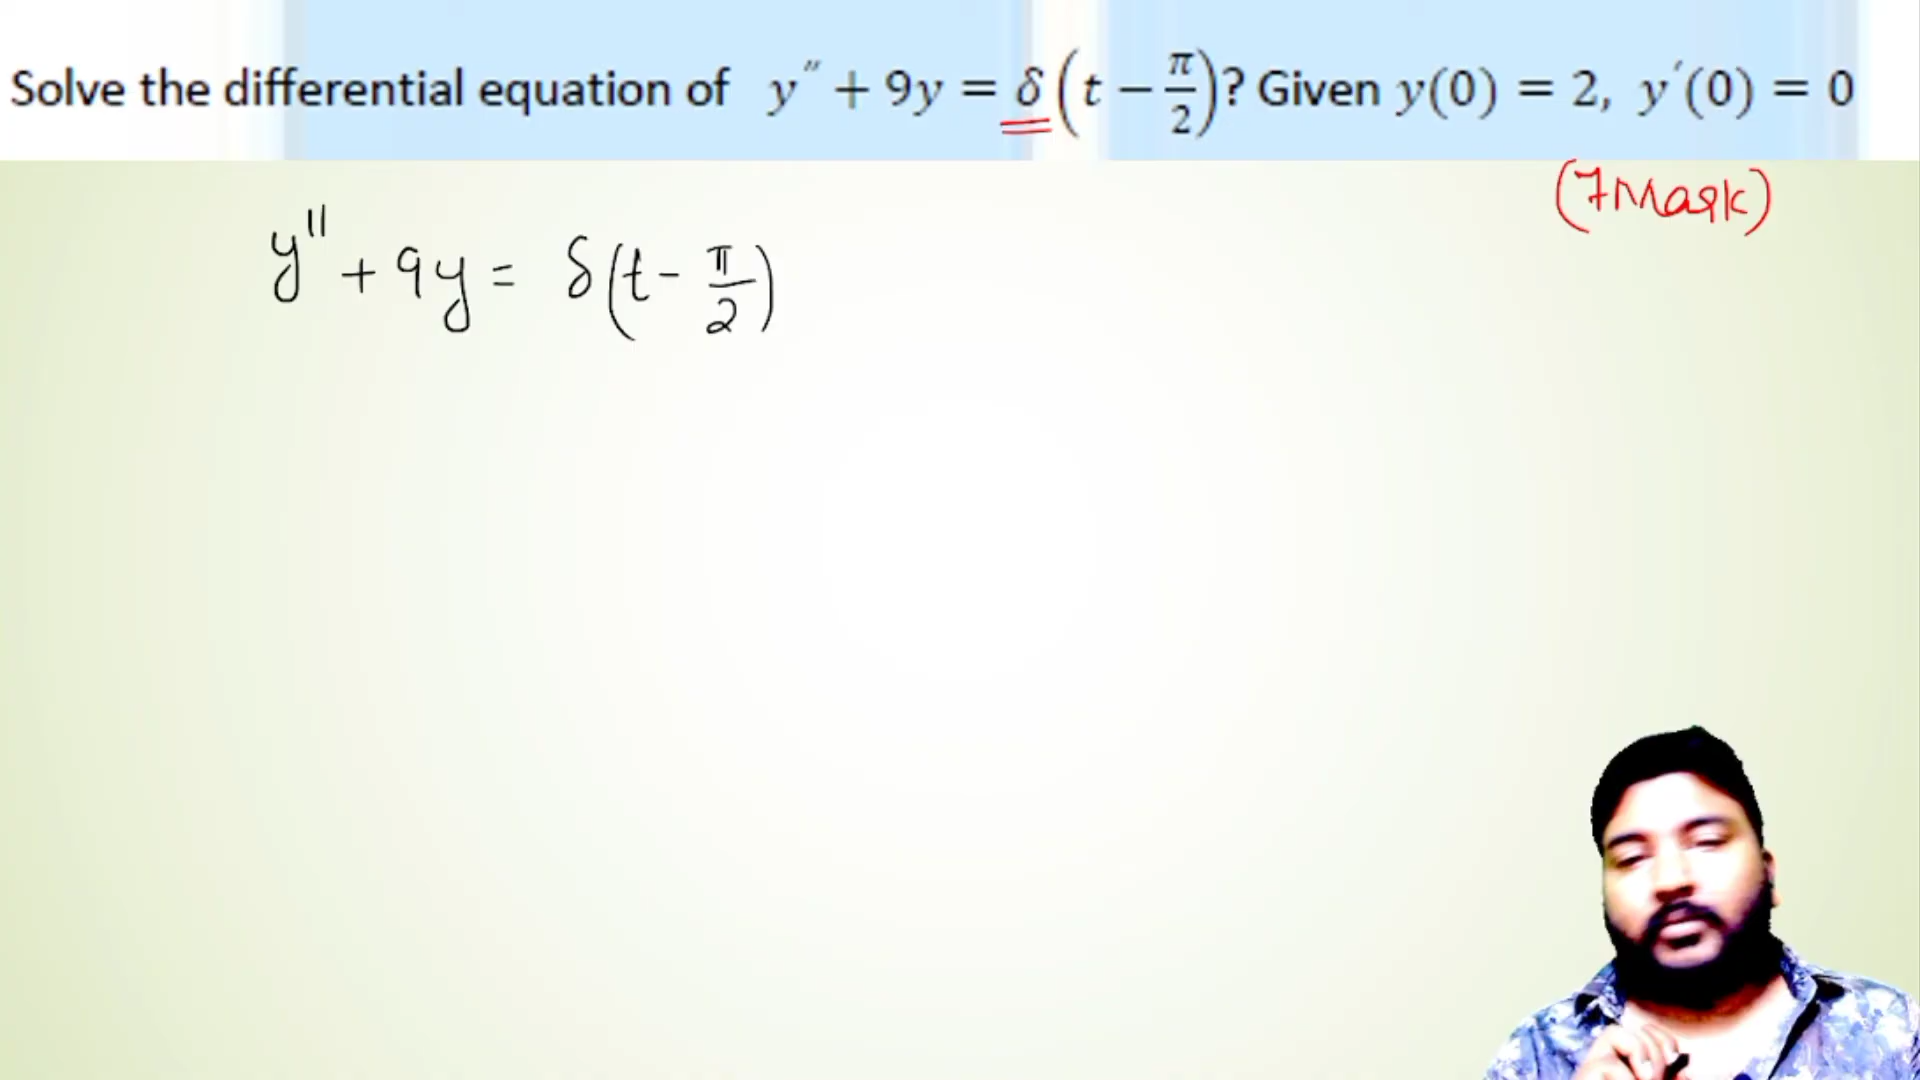 Solve the differential equation of y″ + 9y = δ(t − π/2)? Given y(0) = 2, y′(0) = 0
(7Mark)
y″ + 9y = δ(t - π/2)